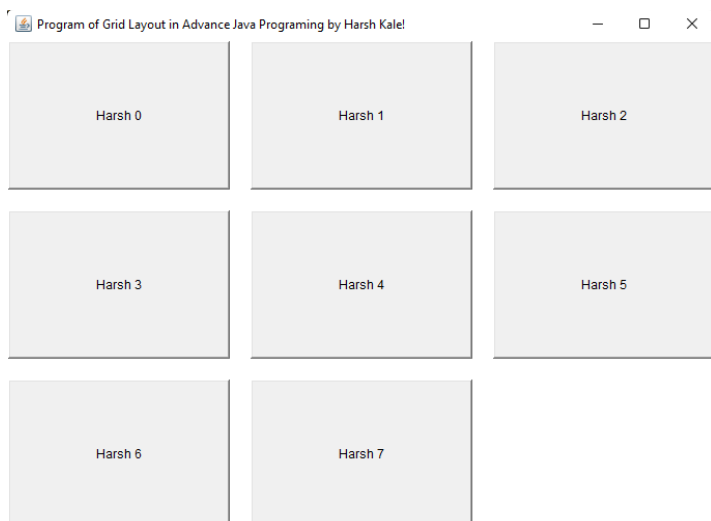 Program of Grid Layout in Advance Java Programing by Harsh Kale!
Harsh 0
Harsh 1
Harsh 2
Harsh 3
Harsh 4
Harsh 5
Harsh 6
Harsh 7